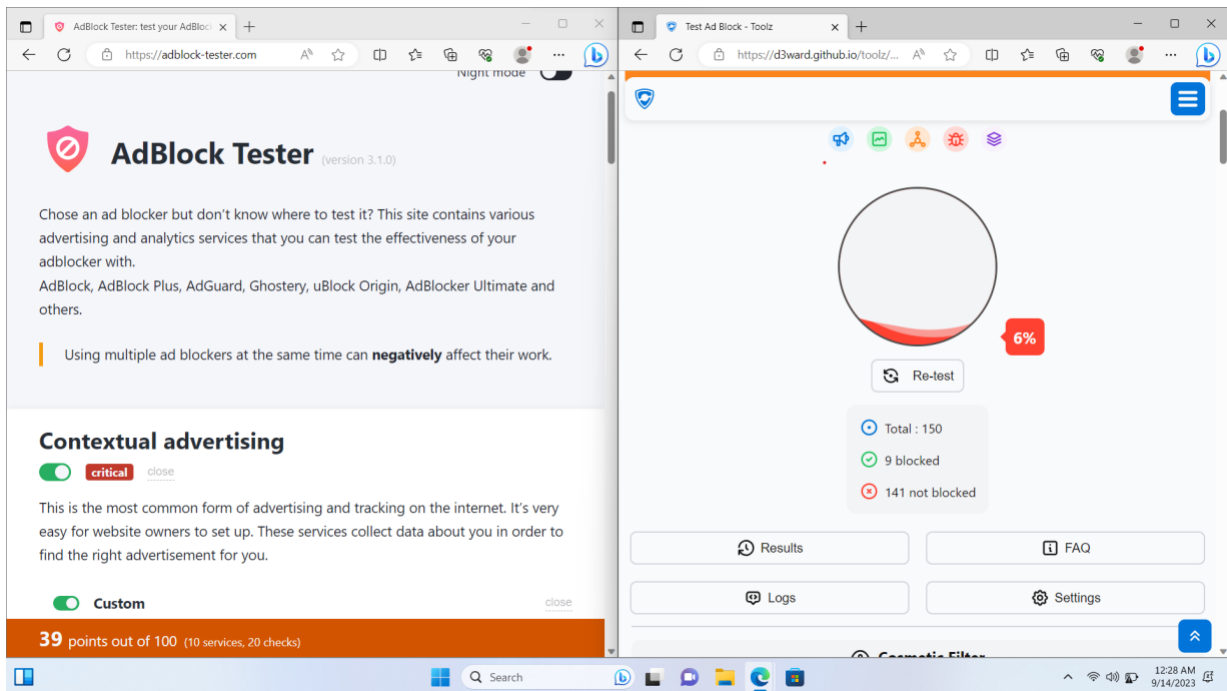 AdBlock Tester: test your AdBloc
https://adblock-tester.com
Night mode
AdBlock Tester (version 3.1.0)
Chose an ad blocker but don't know where to test it? This site contains various
advertising and analytics services that you can test the effectiveness of your
adblocker with.
AdBlock, AdBlock Plus, AdGuard, Ghostery, uBlock Origin, AdBlocker Ultimate and
others.
Using multiple ad blockers at the same time can negatively affect their work.
Contextual advertising
critical close
This is the most common form of advertising and tracking on the internet. It's very
easy for website owners to set up. These services collect data about you in order to
find the right advertisement for you.
Custom close
39 points out of 100 (10 services, 20 checks)
Test Ad Block - Toolz
https://d3ward.github.io/toolz/...
6%
Re-test
Total : 150
9 blocked
141 not blocked
Results
FAQ
Logs
Settings
Cosmetic Filter
Search
12:28 AM
9/14/2023